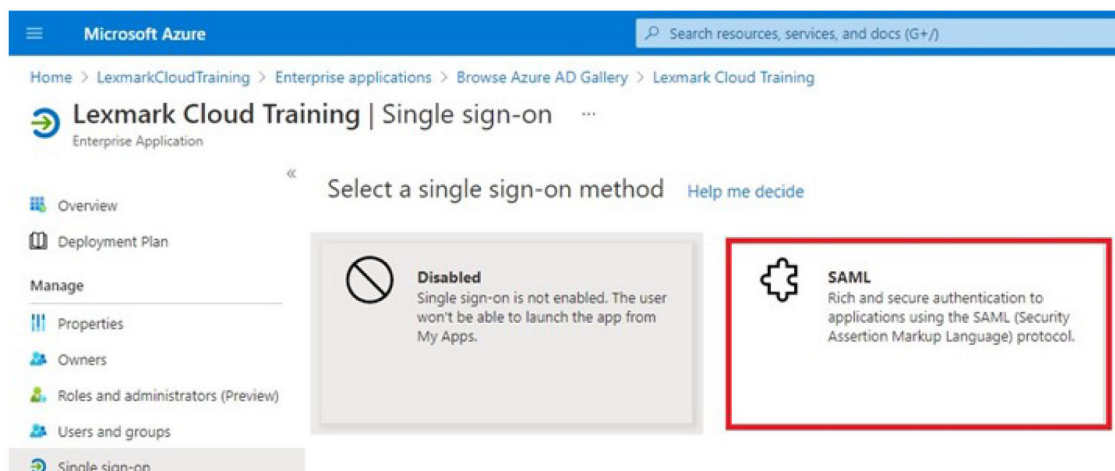 Microsoft Azure
Search resources, services, and docs (G+/)
Home > LexmarkCloudTraining > Enterprise applications > Browse Azure AD Gallery > Lexmark Cloud Training
Lexmark Cloud Training | Single sign-on ...
Enterprise Application
«
Overview
Deployment Plan
Manage
Properties
Owners
Roles and administrators (Preview)
Users and groups
Single sign-on
Select a single sign-on method Help me decide
Disabled
Single sign-on is not enabled. The user
won't be able to launch the app from
My Apps.
SAML
Rich and secure authentication to
applications using the SAML (Security
Assertion Markup Language) protocol.